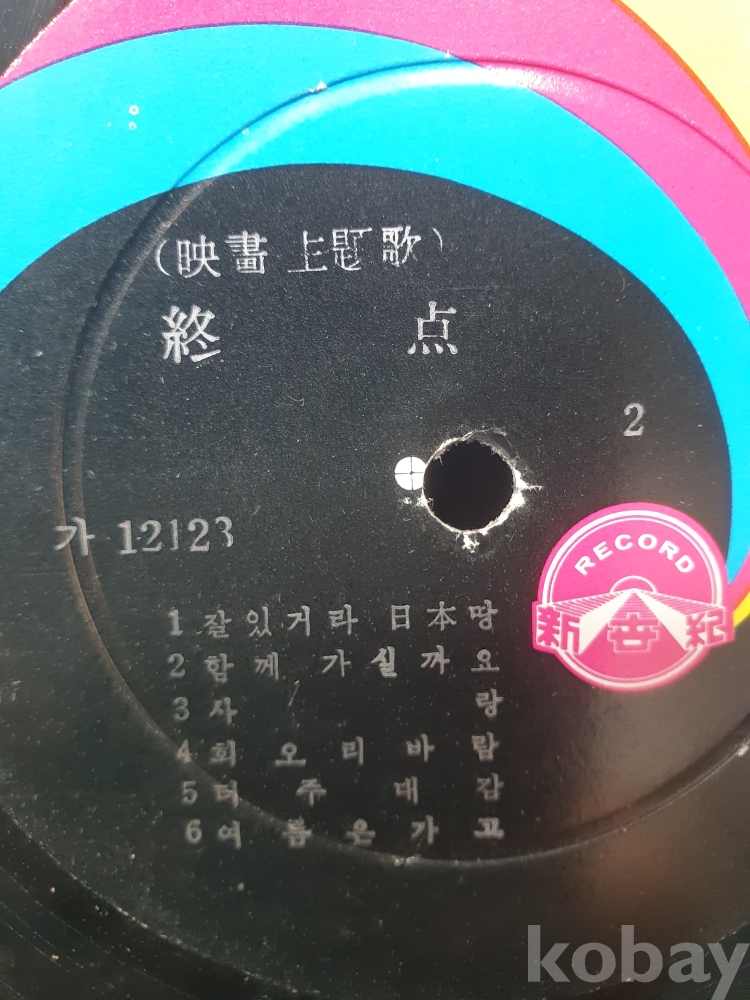 (映畵 上題歌)
終 点
2
가 12123
RECORD
新世紀
1 잘있거라 日本땅
2 함께 가실까요
3 사랑
4 회오리바람
5 터주대감
6 여름은가고
kobay